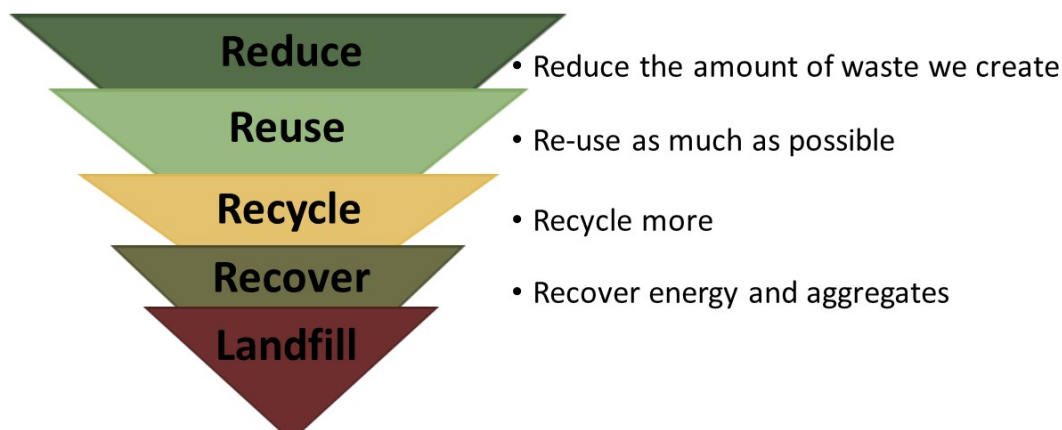 Reduce
• Reduce the amount of waste we create
Reuse
• Re-use as much as possible
Recycle
• Recycle more
Recover
• Recover energy and aggregates
Landfill